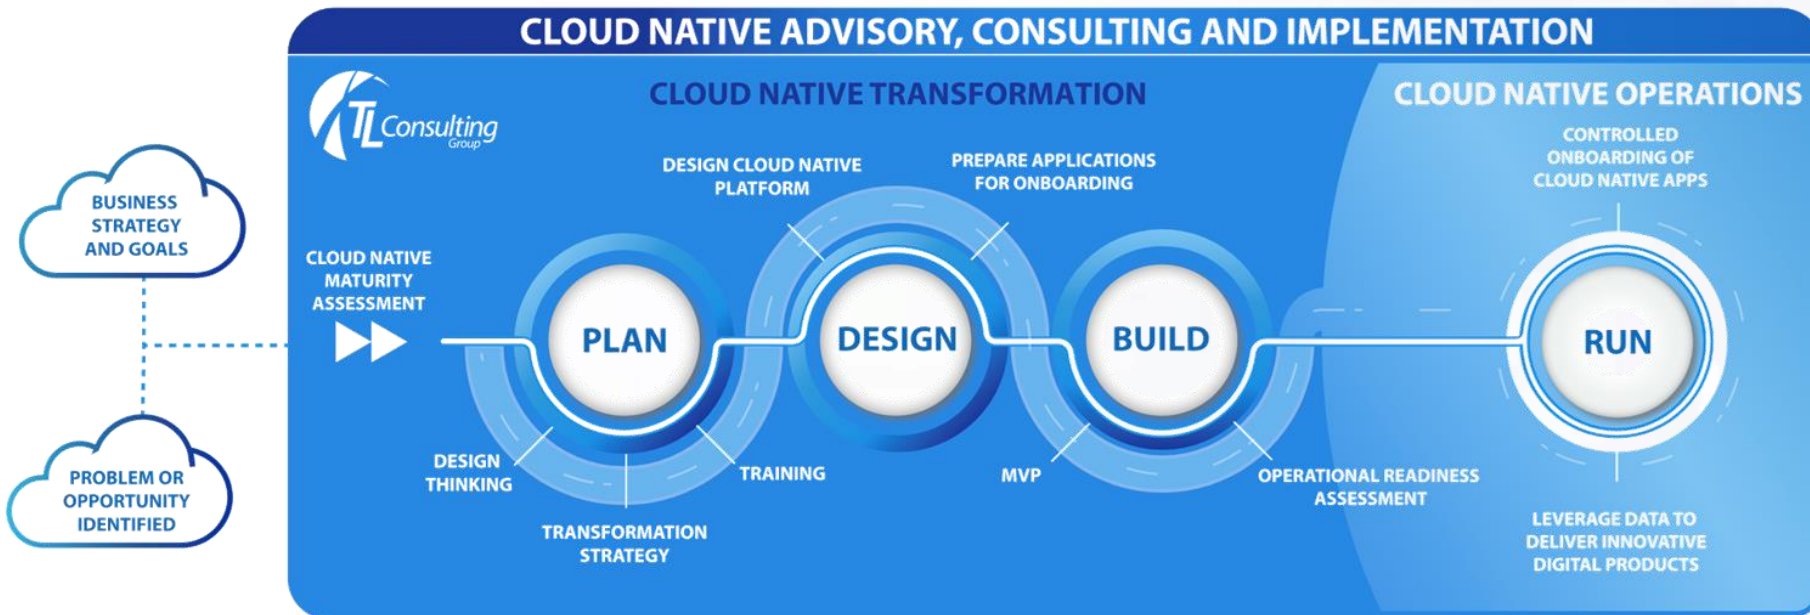 CLOUD NATIVE ADVISORY, CONSULTING AND IMPLEMENTATION
TL Consulting
Group
CLOUD NATIVE TRANSFORMATION
CLOUD NATIVE OPERATIONS
BUSINESS
STRATEGY
AND GOALS
PROBLEM OR
OPPORTUNITY
IDENTIFIED
CLOUD NATIVE
MATURITY
ASSESSMENT
PLAN
DESIGN
THINKING
TRANSFORMATION
STRATEGY
TRAINING
DESIGN CLOUD NATIVE
PLATFORM
PREPARE APPLICATIONS
FOR ONBOARDING
DESIGN
BUILD
MVP
OPERATIONAL READINESS
ASSESSMENT
CONTROLLED
ONBOARDING OF
CLOUD NATIVE APPS
RUN
LEVERAGE DATA TO
DELIVER INNOVATIVE
DIGITAL PRODUCTS